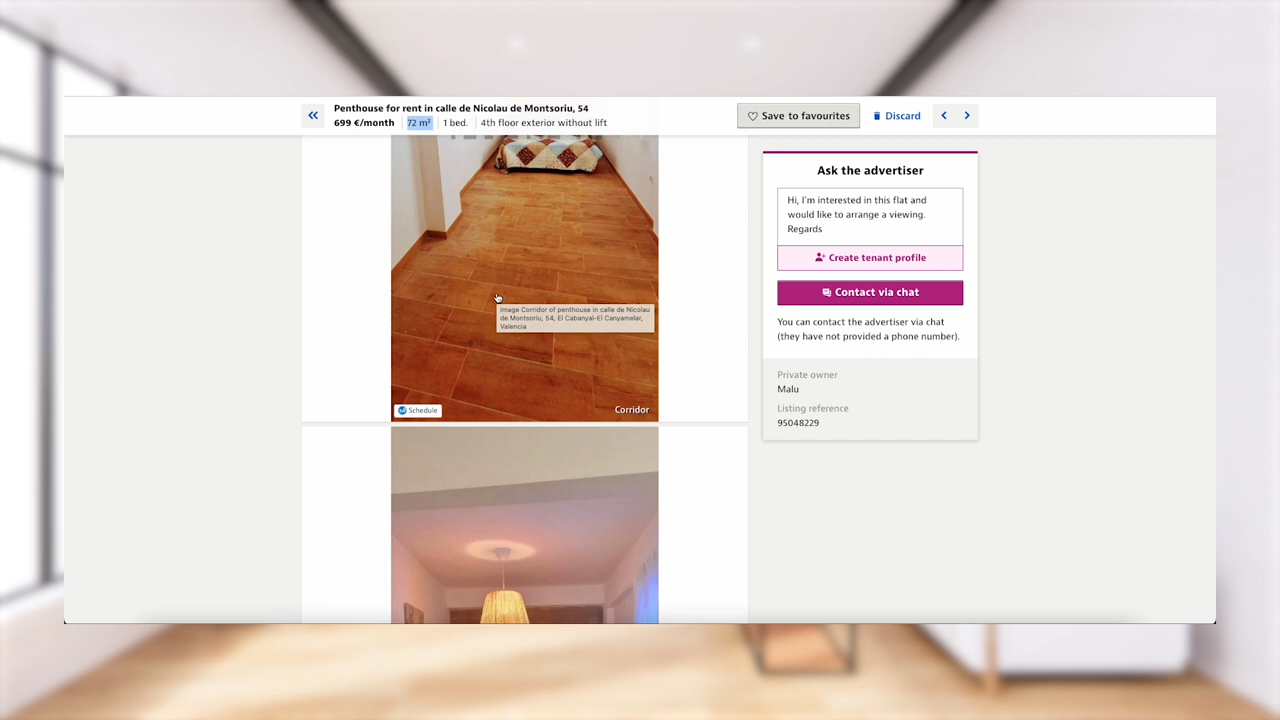 Penthouse for rent in calle de Nicolau de Montsoriu, 54
699 €/month 72 m² 1 bed. 4th floor exterior without lift
Save to favourites
Discard
Image Corridor of penthouse in calle de Nicolau
de Montsoriu, 54, El Cabanyal-El Canyamelar,
Valencia
Schedule
Corridor
Ask the advertiser
Hi, I'm interested in this flat and
would like to arrange a viewing.
Regards
Create tenant profile
Contact via chat
You can contact the advertiser via chat
(they have not provided a phone number).
Private owner
Malu
Listing reference
95048229